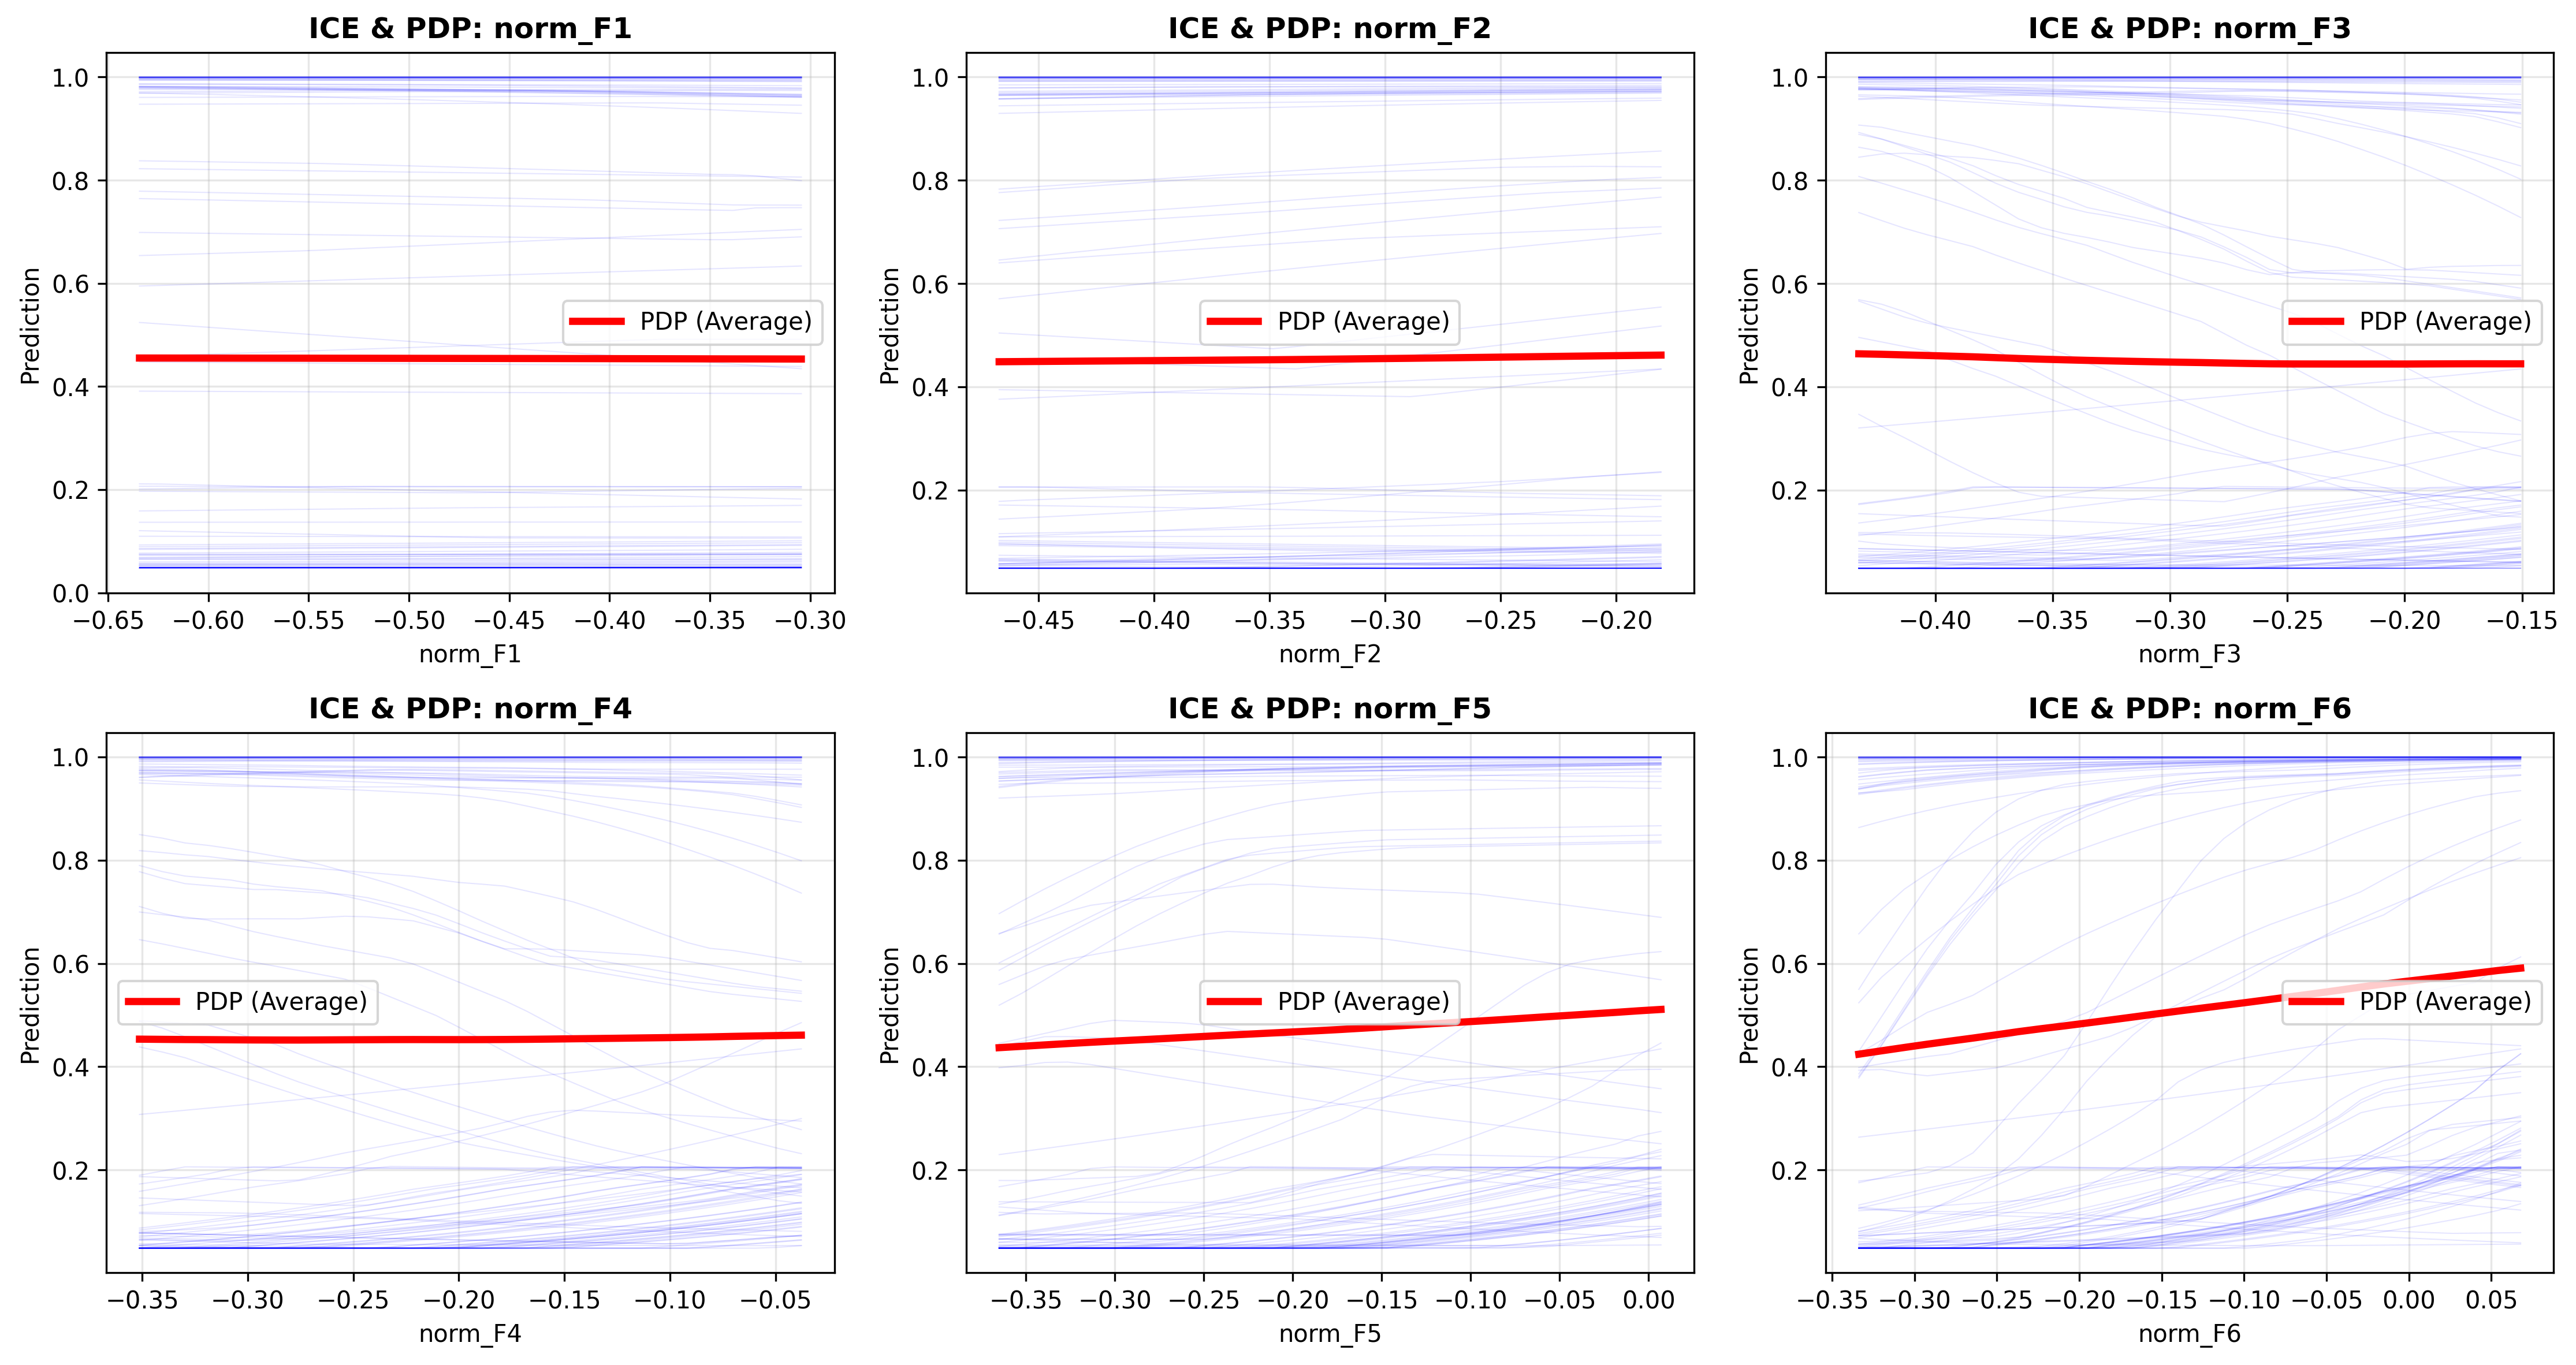 ICE & PDP: norm_F1
1.0
0.8
0.6
0.4
0.2
0.0
Prediction
PDP (Average)
−0.65 −0.60 −0.55 −0.50 −0.45 −0.40 −0.35 −0.30
norm_F1
ICE & PDP: norm_F2
1.0
0.8
0.6
0.4
0.2
Prediction
PDP (Average)
−0.45 −0.40 −0.35 −0.30 −0.25 −0.20
norm_F2
ICE & PDP: norm_F3
1.0
0.8
0.6
0.4
0.2
Prediction
PDP (Average)
−0.40 −0.35 −0.30 −0.25 −0.20 −0.15
norm_F3
ICE & PDP: norm_F4
1.0
0.8
0.6
0.4
0.2
Prediction
PDP (Average)
−0.35 −0.30 −0.25 −0.20 −0.15 −0.10 −0.05
norm_F4
ICE & PDP: norm_F5
1.0
0.8
0.6
0.4
0.2
Prediction
PDP (Average)
−0.35 −0.30 −0.25 −0.20 −0.15 −0.10 −0.05 0.00
norm_F5
ICE & PDP: norm_F6
1.0
0.8
0.6
0.4
0.2
Prediction
PDP (Average)
−0.35 −0.30 −0.25 −0.20 −0.15 −0.10 −0.05 0.00 0.05
norm_F6